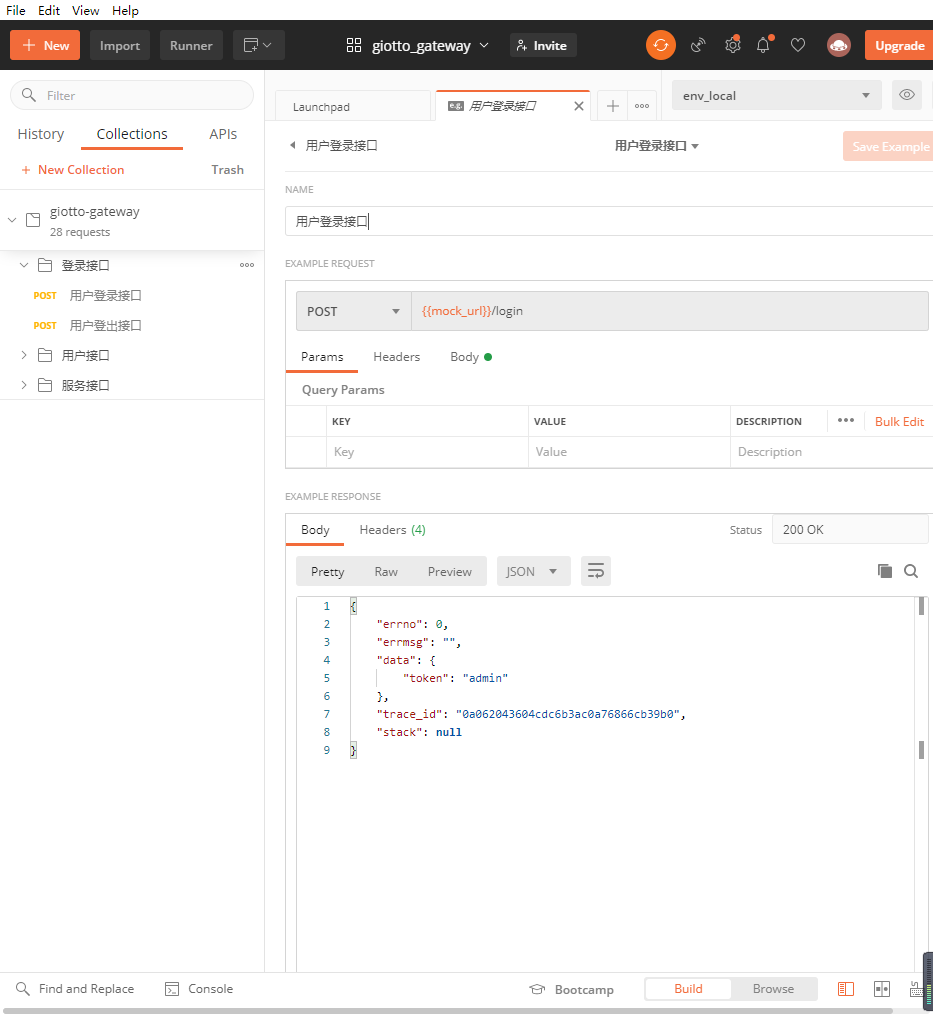 File Edit View Help
+ New Import Runner giotto_gateway Invite Upgrade
Filter
Launchpad e.g. 用户登录接口 env_local
History Collections APIs
用户登录接口 用户登录接口 Save Example
+ New Collection Trash
NAME
giotto-gateway
28 requests
用户登录接口
登录接口
EXAMPLE REQUEST
POST 用户登录接口
POST {{mock_url}}/login
POST 用户登出接口
用户接口
Params Headers Body
服务接口
Query Params
KEY VALUE DESCRIPTION Bulk Edit
Key Value Description
EXAMPLE RESPONSE
Body Headers (4) Status 200 OK
Pretty Raw Preview JSON
1 {
2 "errno": 0,
3 "errmsg": "",
4 "data": {
5 "token": "admin"
6 },
7 "trace_id": "0a062043604cdc6b3ac0a76866cb39b0",
8 "stack": null
9 }
Find and Replace Console Bootcamp Build Browse